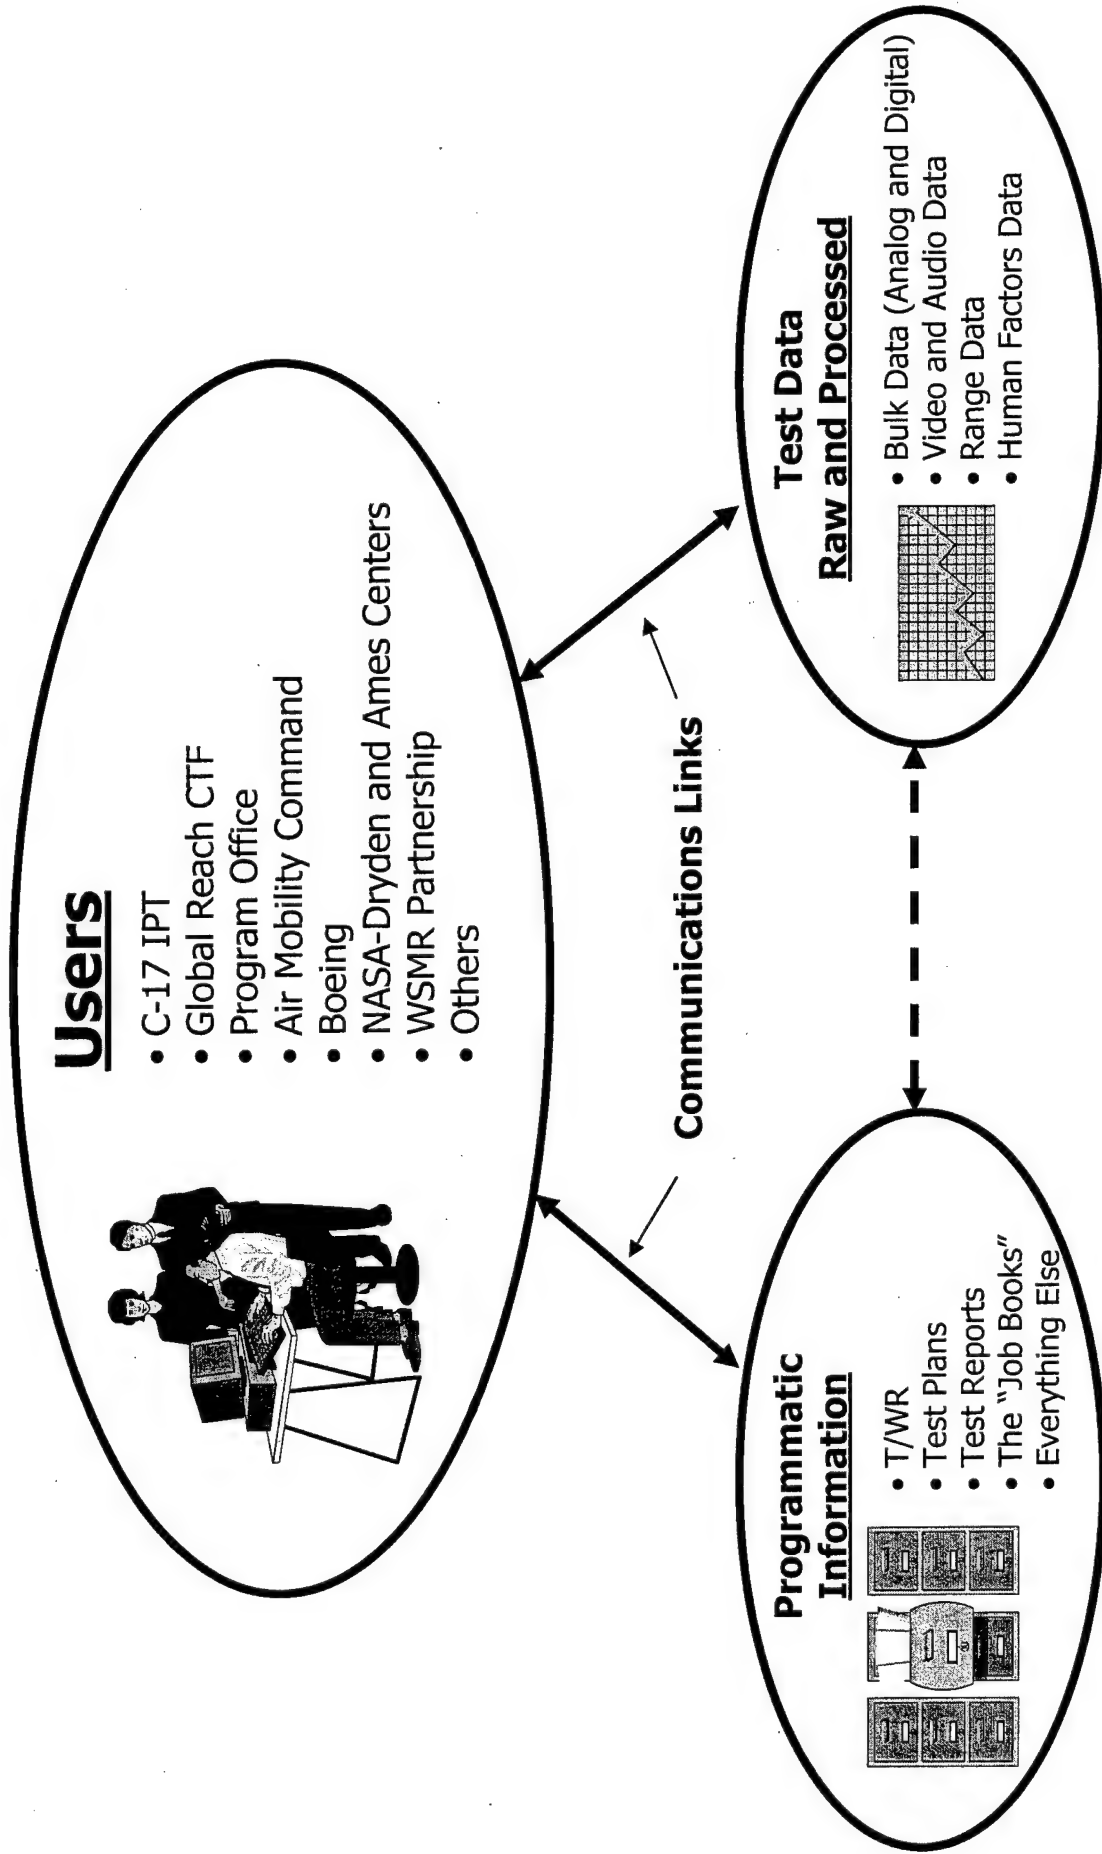 Users
• C-17 IPT
• Global Reach CTF
• Program Office
• Air Mobility Command
• Boeing
• NASA-Dryden and Ames Centers
• WSMR Partnership
• Others
Communications Links
Programmatic
Information
• T/WR
• Test Plans
• Test Reports
• The “Job Books”
• Everything Else
Test Data
Raw and Processed
• Bulk Data (Analog and Digital)
• Video and Audio Data
• Range Data
• Human Factors Data